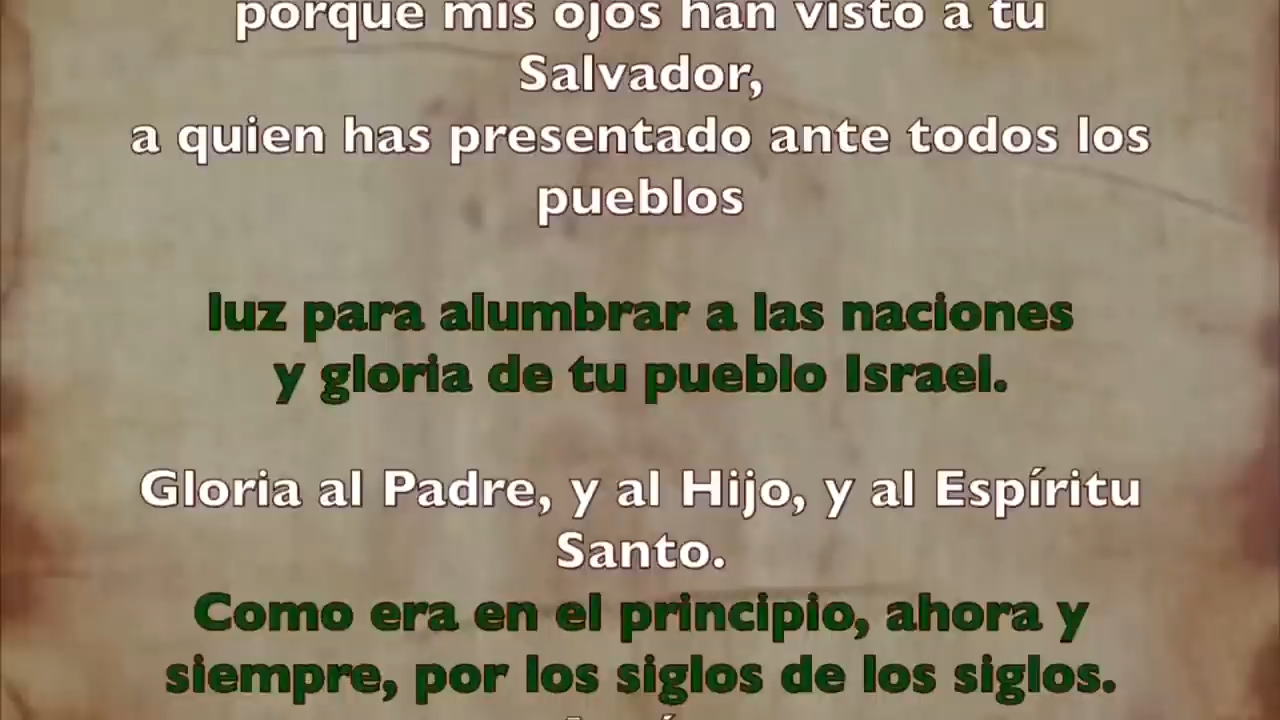 porque mis ojos han visto a tu
Salvador,
a quien has presentado ante todos los
pueblos
luz para alumbrar a las naciones
y gloria de tu pueblo Israel.
Gloria al Padre, y al Hijo, y al Espíritu
Santo.
Como era en el principio, ahora y
siempre, por los siglos de los siglos.